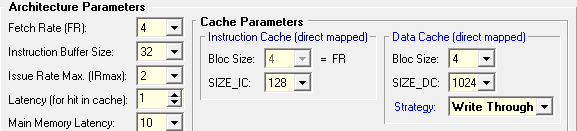 Architecture Parameters
Fetch Rate (FR): 4
Instruction Buffer Size: 32
Issue Rate Max. (IRmax): 2
Latency (for hit in cache): 1
Main Memory Latency: 10
Cache Parameters
Instruction Cache (direct mapped)
Bloc Size: 4 = FR
SIZE_IC: 128
Data Cache (direct mapped)
Bloc Size: 4
SIZE_DC: 1024
Strategy: Write Through